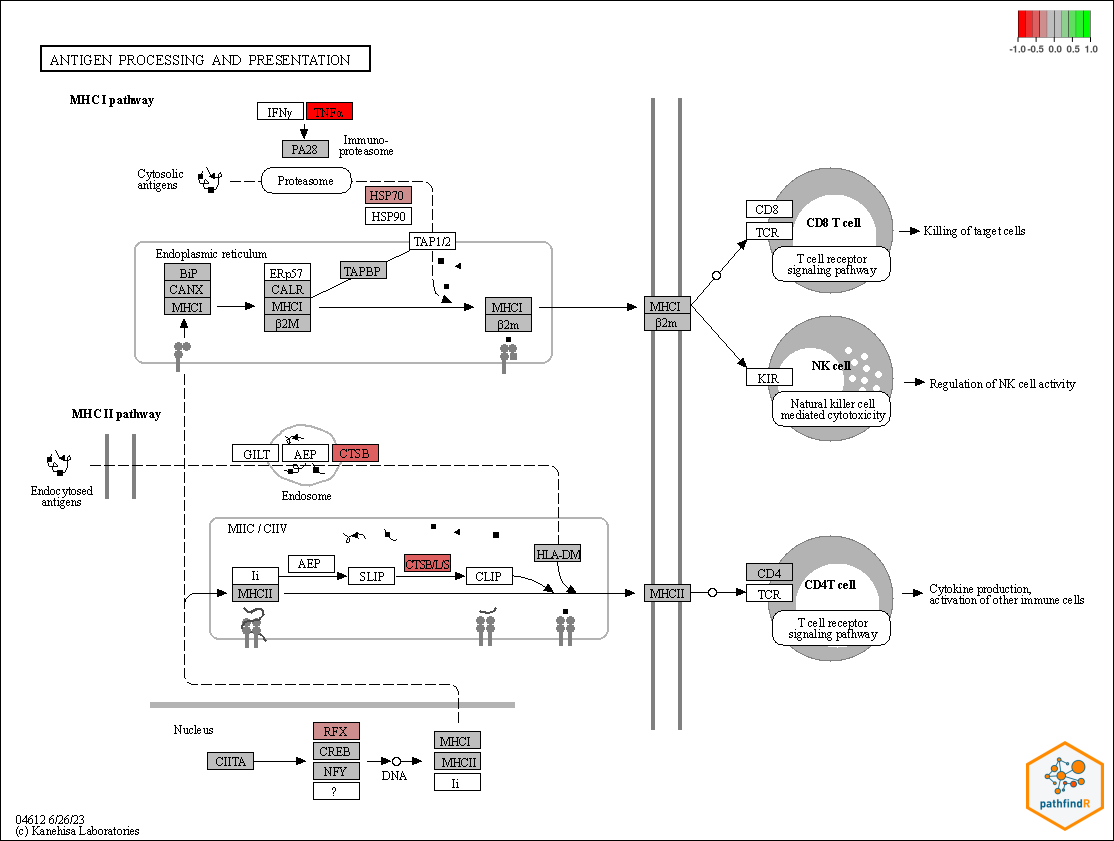 -1.0 -0.5 0.0 0.5 1.0
ANTIGEN PROCESSING AND PRESENTATION
MHC I pathway
IFNγ
TNFα
PA28
Immuno-
proteasome
Cytosolic
antigens
Proteasome
HSP70
HSP90
TAP1/2
Endoplasmic reticulum
BiP
CANX
MHCI
ERp57
CALR
MHCI
β2M
TAPBP
MHCI
β2m
MHCI
β2m
CD8
TCR
CD8 T cell
T cell receptor
signaling pathway
Killing of target cells
KIR
NK cell
Natural killer cell
mediated cytotoxicity
Regulation of NK cell activity
MHC II pathway
Endocytosed
antigens
GILT
AEP
CTSB
Endosome
MIIC / CIIV
Ii
MHCII
AEP
SLIP
CTSB/L/S
CLIP
HLA-DM
MHCII
CD4
TCR
CD4T cell
T cell receptor
signaling pathway
Cytokine production,
activation of other immune cells
Nucleus
CIITA
RFX
CREB
NFY
?
DNA
MHCI
MHCII
Ii
04612 6/26/23
(c) Kanehisa Laboratories
pathfindR